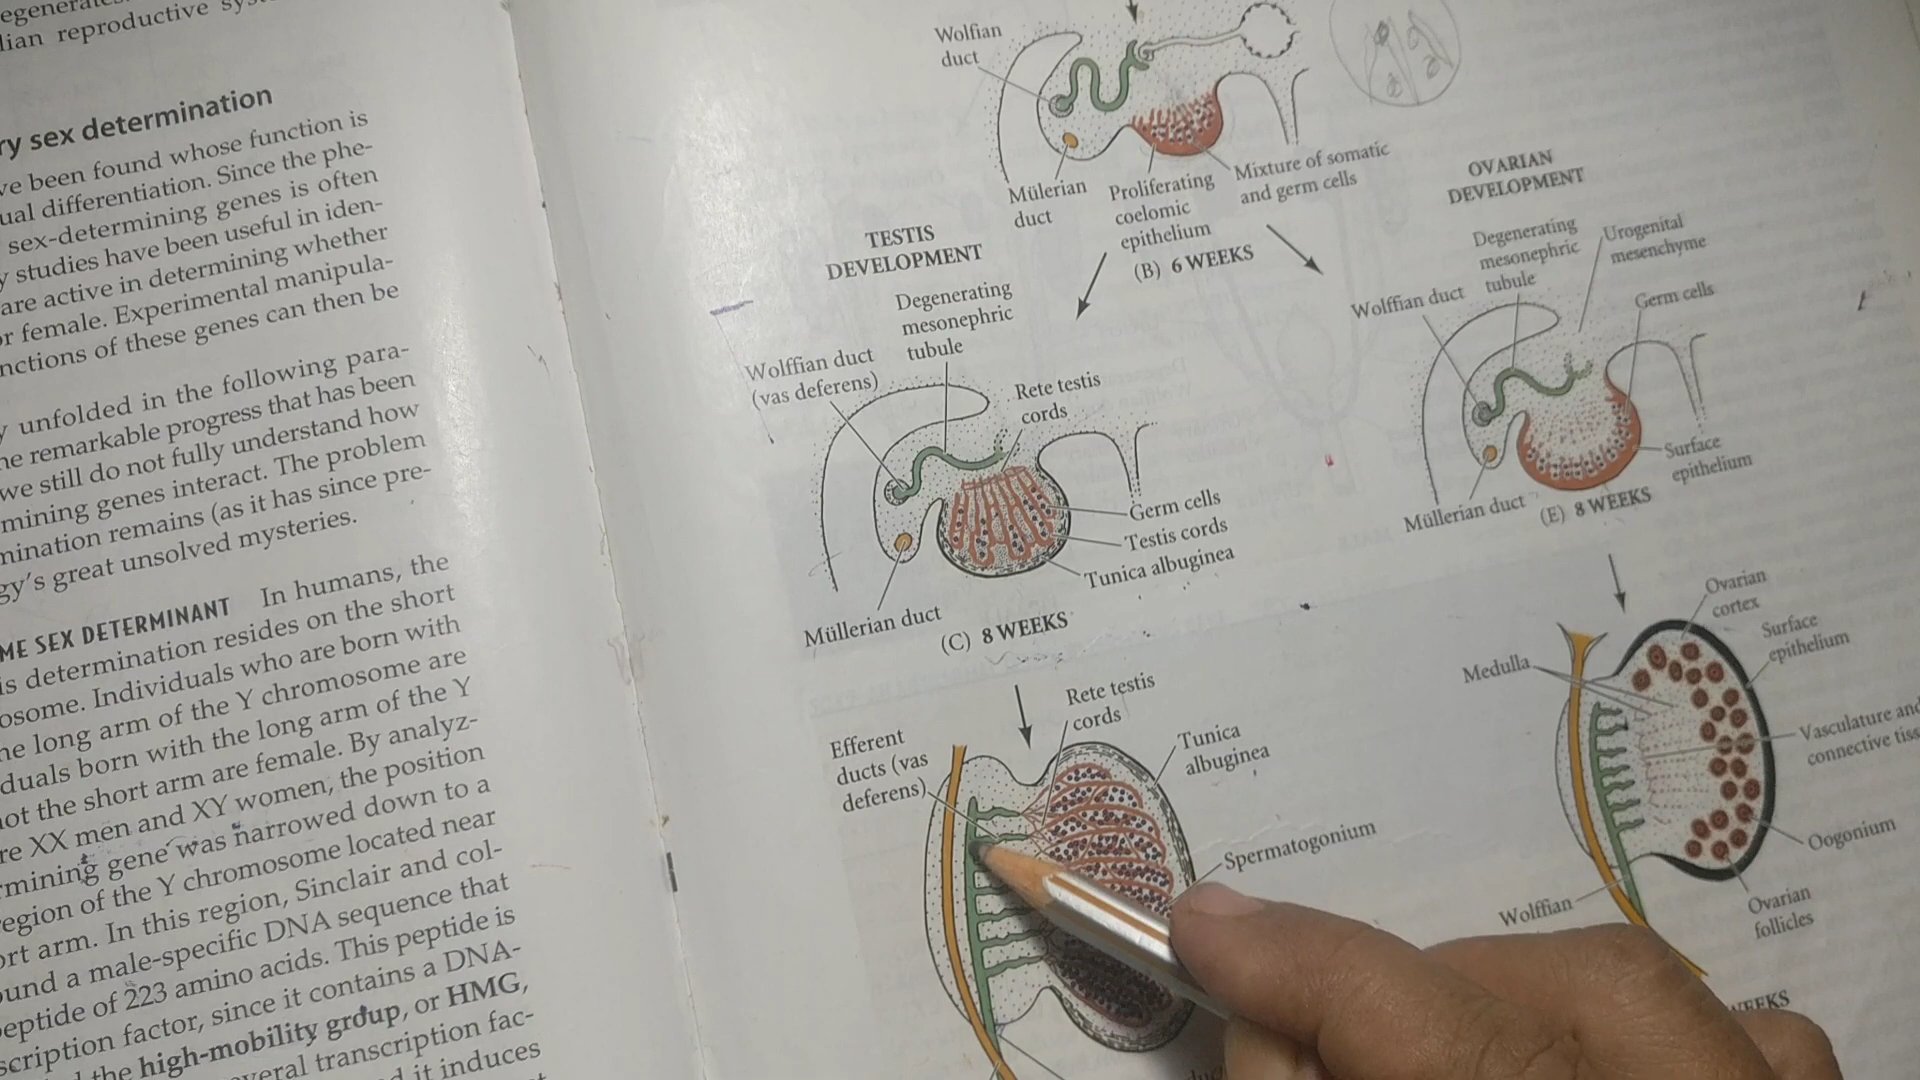 lian reproductive
ry sex determination
ve been found whose function is
ual differentiation. Since the phe-
sex-determining genes is often
y studies have been useful in iden-
are active in determining whether
or female. Experimental manipula-
nctions of these genes can then be
y unfolded in the following para-
he remarkable progress that has been
we still do not fully understand how
mining genes interact. The problem
mination remains (as it has since pre-
gy's great unsolved mysteries.
ME SEX DETERMINANT In humans, the
is determination resides on the short
osome. Individuals who are born with
he long arm of the Y chromosome are
duals born with the long arm of the Y
not the short arm are female. By analyz-
re XX men and XY women, the position
rmining gene was narrowed down to a
region of the Y chromosome located near
ort arm. In this region, Sinclair and col-
ound a male-specific DNA sequence that
peptide of 223 amino acids. This peptide is
scription factor, since it contains a DNA-
the high-mobility group, or HMG,
several transcription fac-
it induces
Wolfian
duct
Mülerian
duct
Proliferating
coelomic
epithelium
Mixture of somatic
and germ cells
(B) 6 WEEKS
TESTIS
DEVELOPMENT
Degenerating
mesonephric
tubule
Wolffian duct
(vas deferens)
Rete testis
cords
Germ cells
Testis cords
Tunica albuginea
Müllerian duct
(C) 8 WEEKS
Efferent
ducts (vas
deferens)
Rete testis
cords
Tunica
albuginea
Spermatogonium
OVARIAN
DEVELOPMENT
Degenerating
mesonephric
tubule
Urogenital
mesenchyme
Wolffian duct
Germ cells
Surface
epithelium
Müllerian duct
(E) 8 WEEKS
Ovarian
cortex
Surface
epithelium
Medulla
Vasculature and
connective tiss
Oogonium
Ovarian
follicles
Wolffian
WEEKS